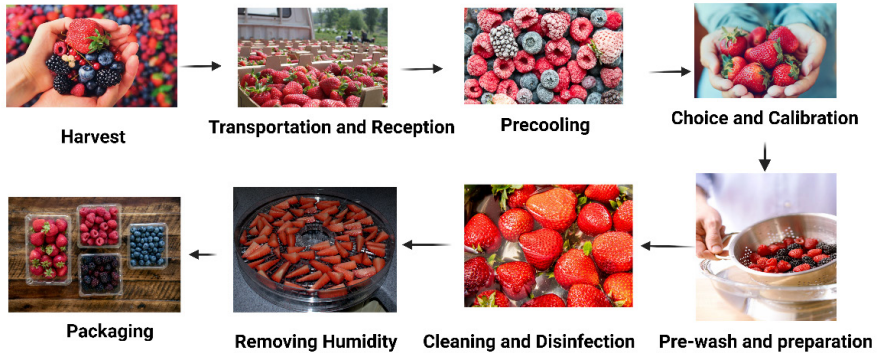 Harvest
Transportation and Reception
Precooling
Choice and Calibration
Pre-wash and preparation
Cleaning and Disinfection
Removing Humidity
Packaging